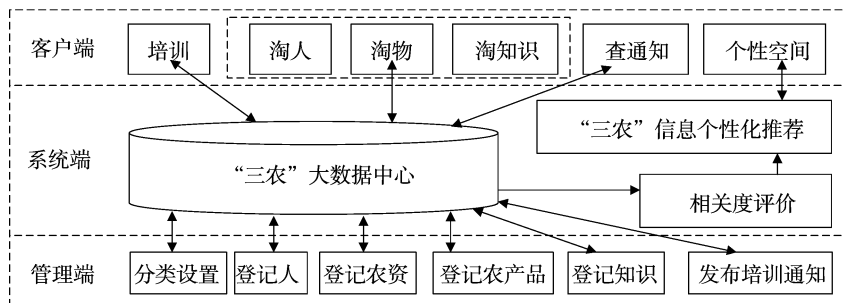 客户端
培训
淘人
淘物
淘知识
查通知
个性空间
系统端
“三农”大数据中心
“三农”信息个性化推荐
相关度评价
管理端
分类设置
登记人
登记农资
登记农产品
登记知识
发布培训通知